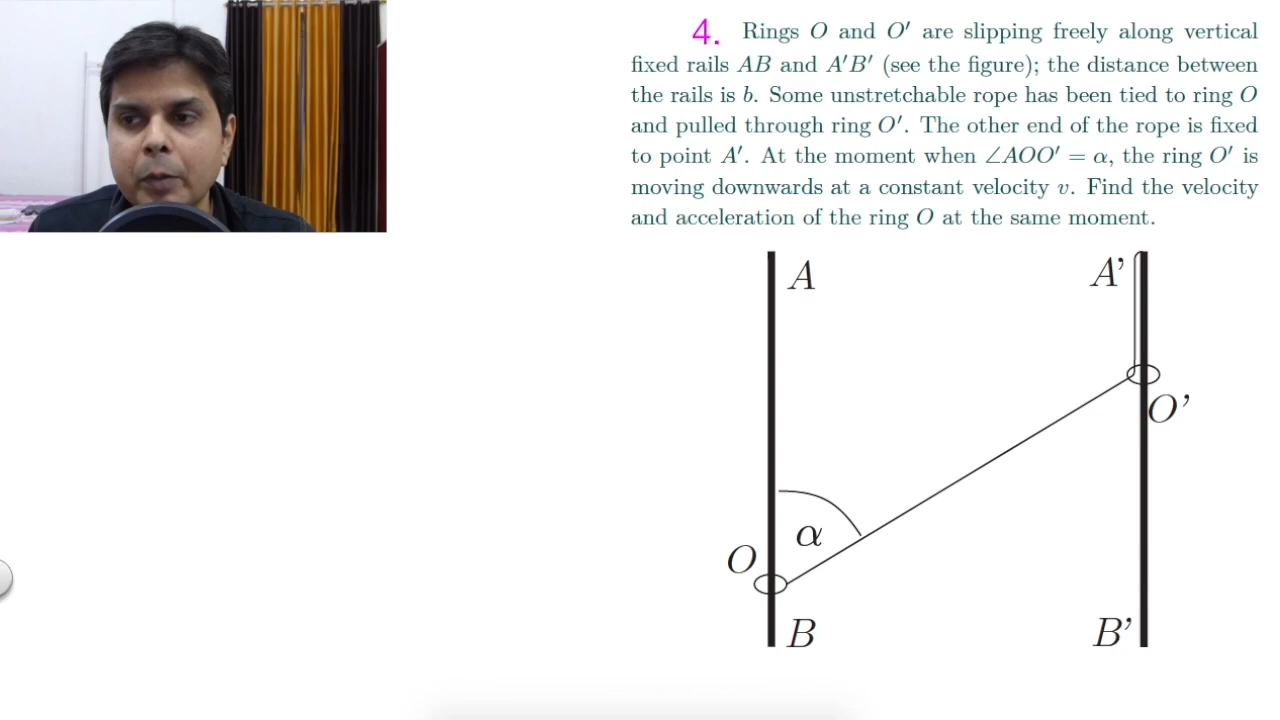 4. Rings O and O′ are slipping freely along vertical
fixed rails AB and A′B′ (see the figure); the distance between
the rails is b. Some unstretchable rope has been tied to ring O
and pulled through ring O′. The other end of the rope is fixed
to point A′. At the moment when ∠AOO′ = α, the ring O′ is
moving downwards at a constant velocity v. Find the velocity
and acceleration of the ring O at the same moment.
A
A’
O’
α
O
B
B’